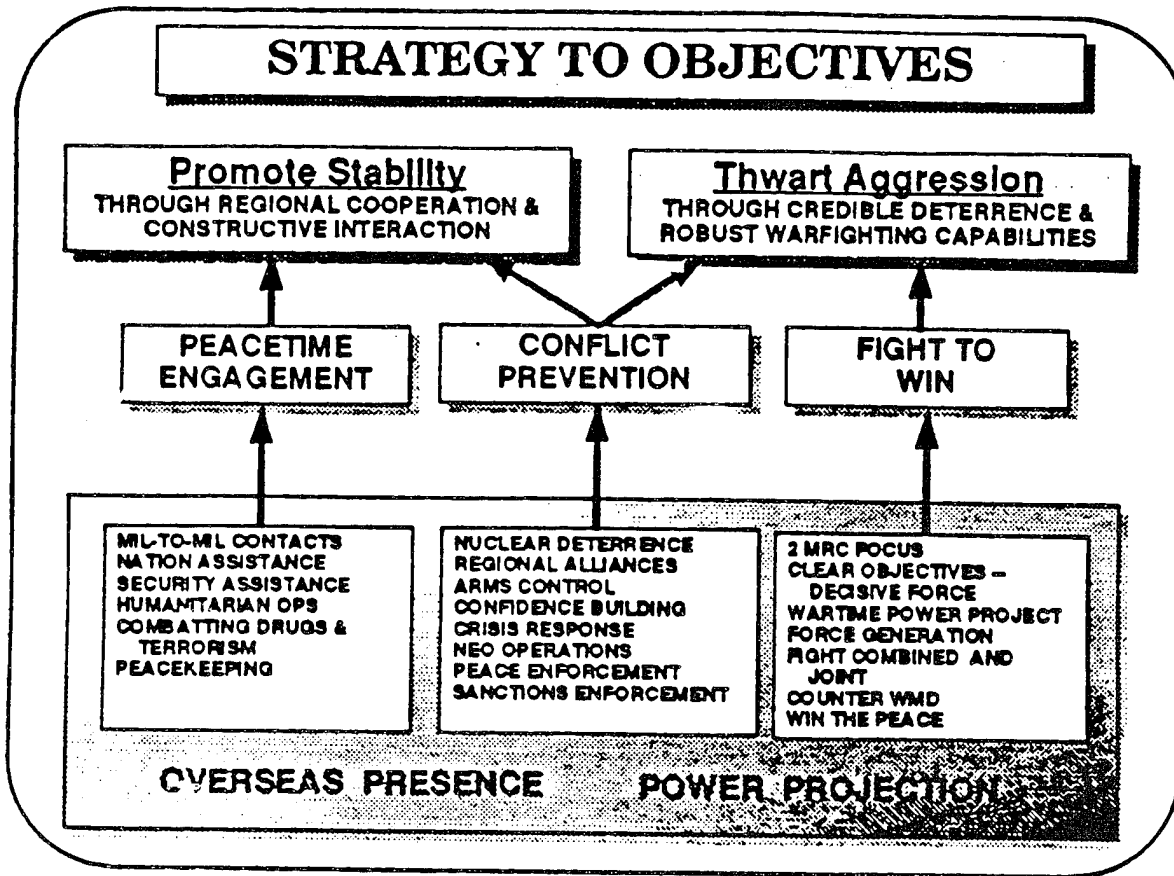 STRATEGY TO OBJECTIVES
Promote Stability
THROUGH REGIONAL COOPERATION &
CONSTRUCTIVE INTERACTION
Thwart Aggression
THROUGH CREDIBLE DETERRENCE &
ROBUST WARFIGHTING CAPABILITIES
PEACETIME
ENGAGEMENT
CONFLICT
PREVENTION
FIGHT TO
WIN
MIL-TO-MIL CONTACTS
NATION ASSISTANCE
SECURITY ASSISTANCE
HUMANITARIAN OPS
COMBATTING DRUGS &
TERRORISM
PEACEKEEPING
NUCLEAR DETERRENCE
REGIONAL ALLIANCES
ARMS CONTROL
CONFIDENCE BUILDING
CRISIS RESPONSE
NEO OPERATIONS
PEACE ENFORCEMENT
SANCTIONS ENFORCEMENT
2 MRC FOCUS
CLEAR OBJECTIVES –
DECISIVE FORCE
WARTIME POWER PROJECT
FORCE GENERATION
FIGHT COMBINED AND
JOINT
COUNTER WMD
WIN THE PEACE
OVERSEAS PRESENCE
POWER PROJECTION